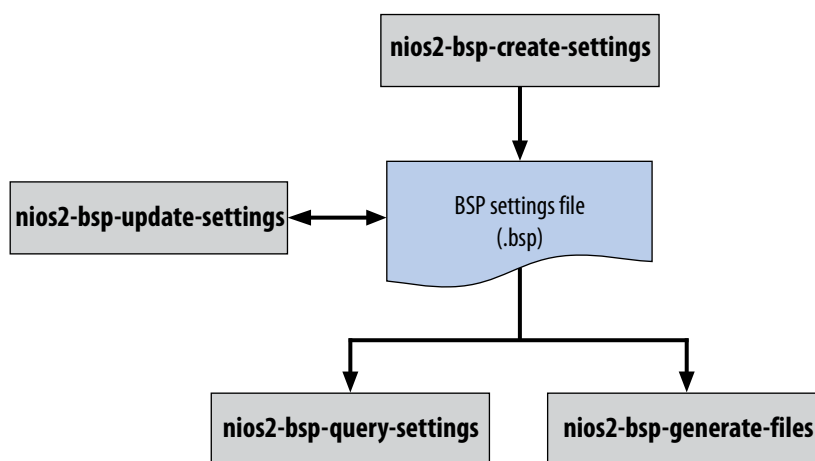 nios2-bsp-create-settings
BSP settings file
(.bsp)
nios2-bsp-update-settings
nios2-bsp-query-settings
nios2-bsp-generate-files